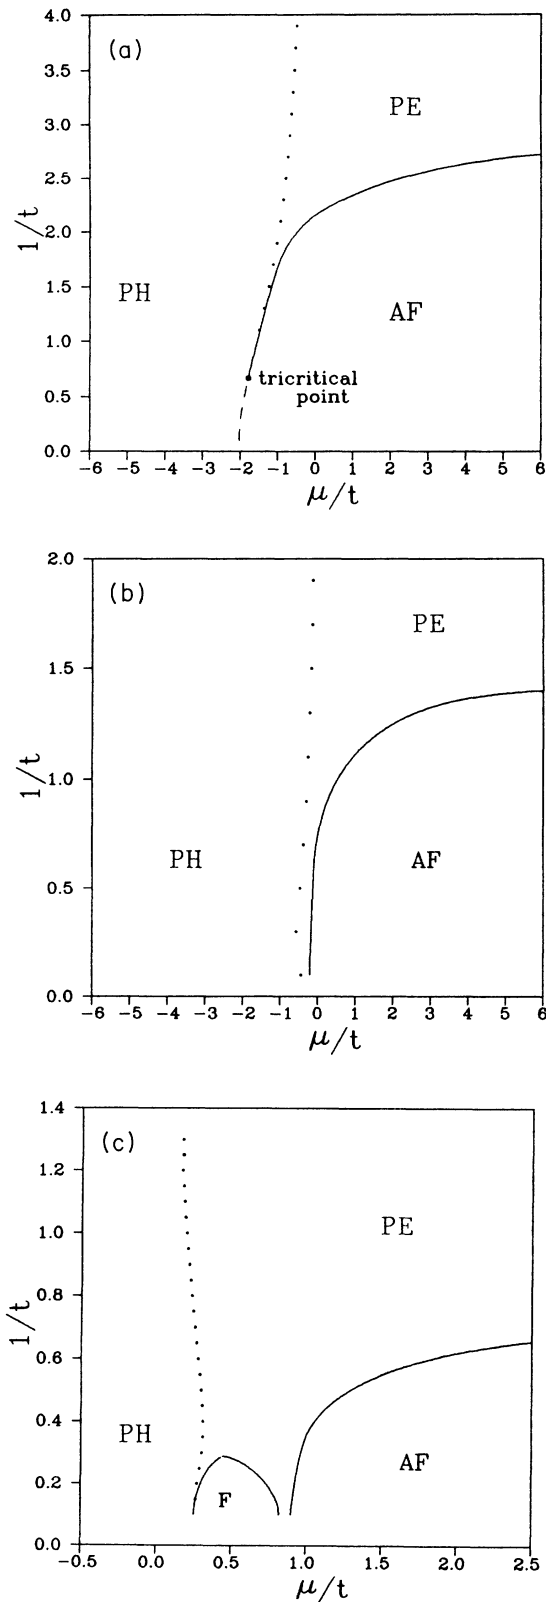 4.0
(a)
3.5
PE
3.0
2.5
2.0
1/t
1.5
PH
AF
1.0
tricritical
point
0.5
0.0
-6 -5 -4 -3 -2 -1 0 1 2 3 4 5 6
μ/t
2.0
(b)
PE
1.5
1/t
1.0
PH
AF
0.5
0.0
-6 -5 -4 -3 -2 -1 0 1 2 3 4 5 6
μ/t
1.4
(c)
1.2
PE
1.0
0.8
1/t
0.6
0.4
PH
AF
0.2
F
0.0
-0.5 0.0 0.5 1.0 1.5 2.0 2.5
μ/t